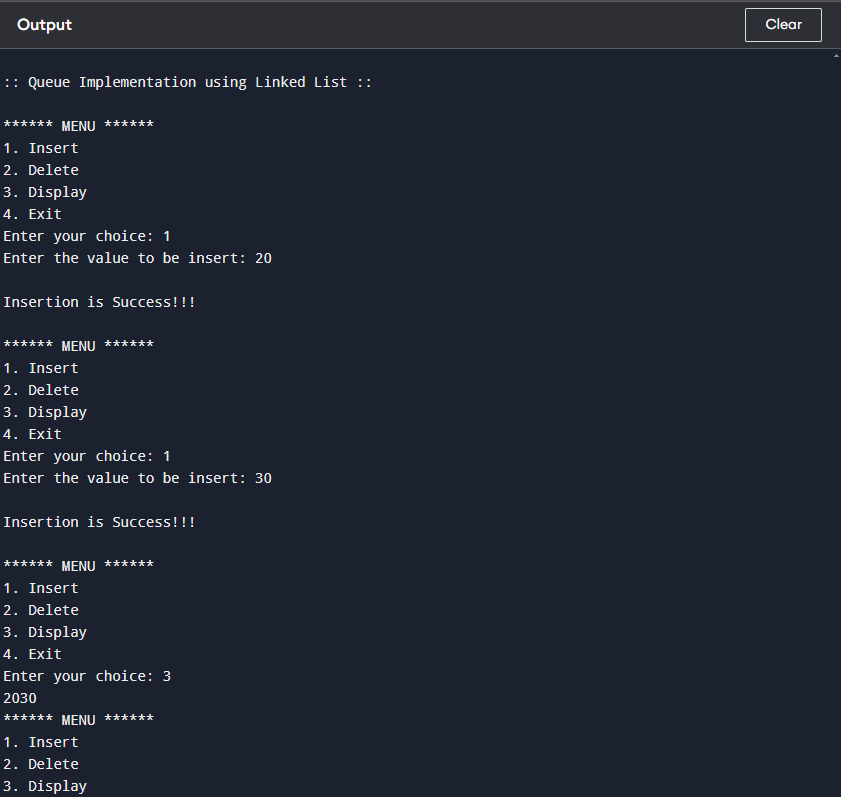 Output
Clear
:: Queue Implementation using Linked List ::
****** MENU ******
1. Insert
2. Delete
3. Display
4. Exit
Enter your choice: 1
Enter the value to be insert: 20
Insertion is Success!!!
****** MENU ******
1. Insert
2. Delete
3. Display
4. Exit
Enter your choice: 1
Enter the value to be insert: 30
Insertion is Success!!!
****** MENU ******
1. Insert
2. Delete
3. Display
4. Exit
Enter your choice: 3
2030
****** MENU ******
1. Insert
2. Delete
3. Display